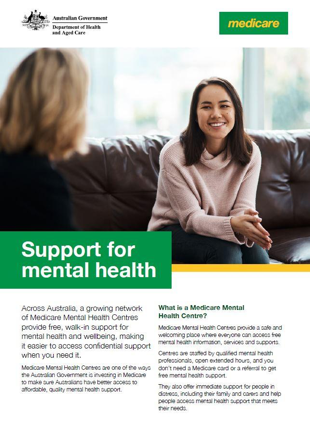 Australian Government
Department of Health
and Aged Care
medicare
Support for
mental health
Across Australia, a growing network
of Medicare Mental Health Centres
provide free, walk-in support for
mental health and wellbeing, making
it easier to access confidential support
when you need it.
Medicare Mental Health Centres are one of the ways
the Australian Government is investing in Medicare
to make sure Australians have better access to
affordable, quality mental health support.
What is a Medicare Mental
Health Centre?
Medicare Mental Health Centres provide a safe and
welcoming place where everyone can access free
mental health information, services and supports.
Centres are staffed by qualified mental health
professionals, open extended hours, and you
don't need a Medicare card or a referral to get
free mental health support.
They also offer immediate support for people in
distress, including their family and carers and help
people access mental health support that meets
their needs.